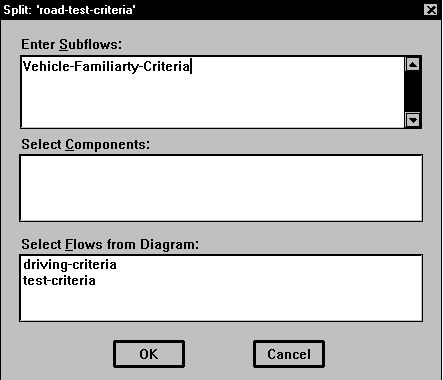 Split: 'road-test-criteria'
Enter Subflows:
Vehicle-Familiarty-Criteria
Select Components:
Select Flows from Diagram:
driving-criteria
test-criteria
OK
Cancel